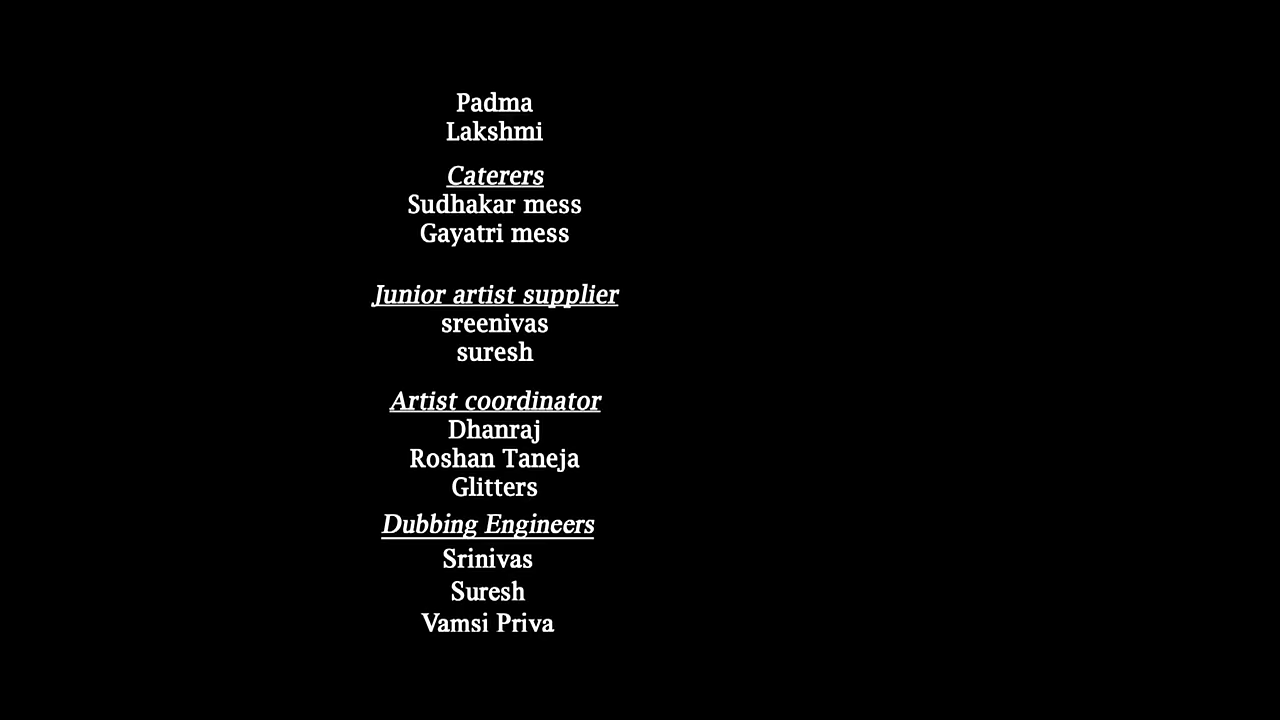 Padma
Lakshmi
Caterers
Sudhakar mess
Gayatri mess
Junior artist supplier
sreenivas
suresh
Artist coordinator
Dhanraj
Roshan Taneja
Glitters
Dubbing Engineers
Srinivas
Suresh
Vamsi Priva